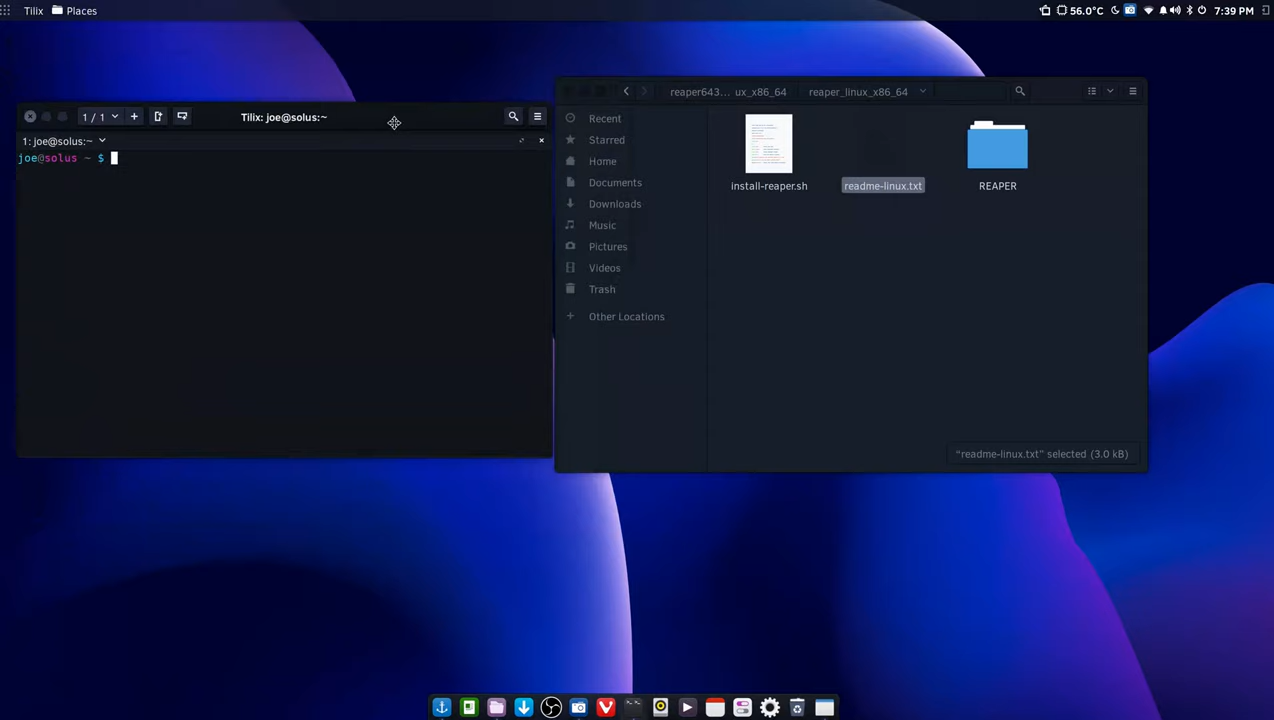 Tilix Places 56.0°C 7:39 PM
1 / 1 Tilix: joe@solus:~
1: joe@solus:~
joe@solus ~ $
reaper643… ux_x86_64 reaper_linux_x86_64
Recent
Starred
Home
Documents
Downloads
Music
Pictures
Videos
Trash
+ Other Locations
install-reaper.sh readme-linux.txt REAPER
“readme-linux.txt” selected (3.0 kB)